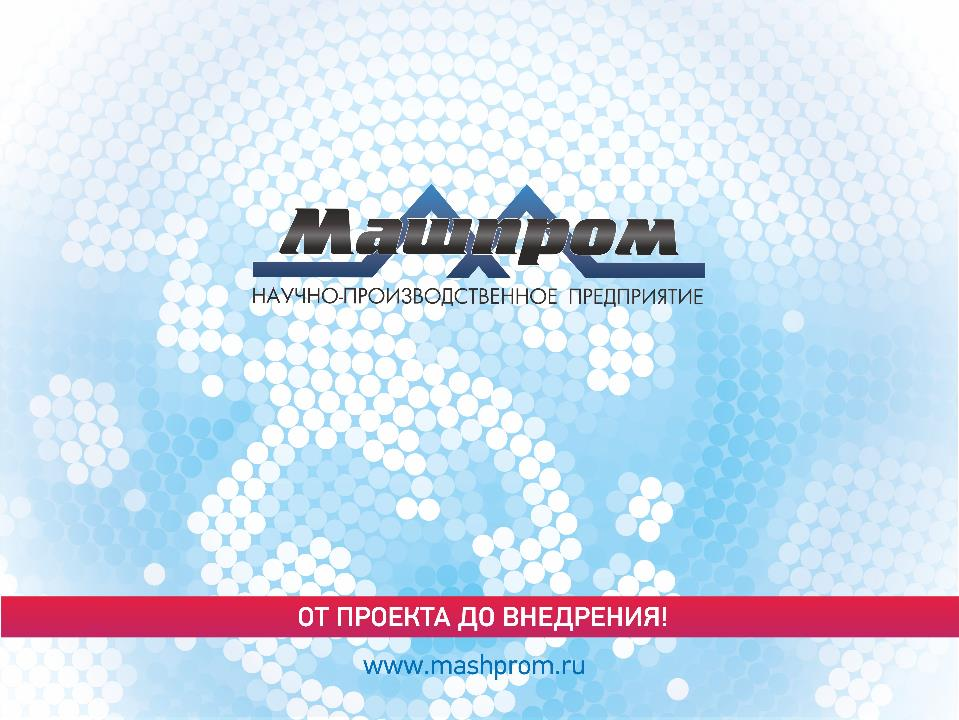 Машпром
НАУЧНО-ПРОИЗВОДСТВЕННОЕ ПРЕДПРИЯТИЕ
ОТ ПРОЕКТА ДО ВНЕДРЕНИЯ!
www.mashprom.ru